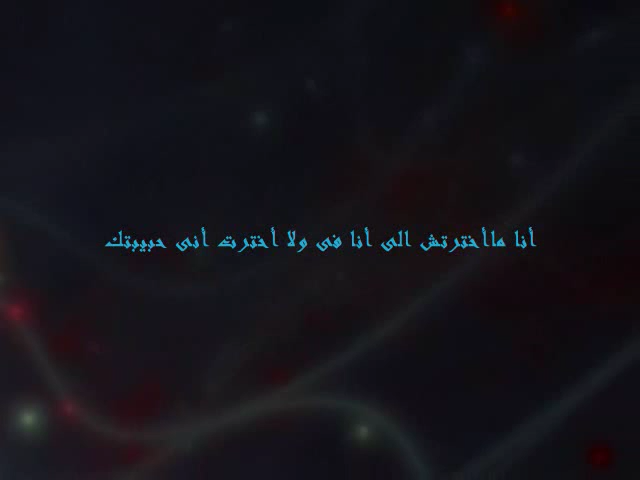 أنا ماأخترتش الى أنا فى ولا أخترت أنى حبيبتك